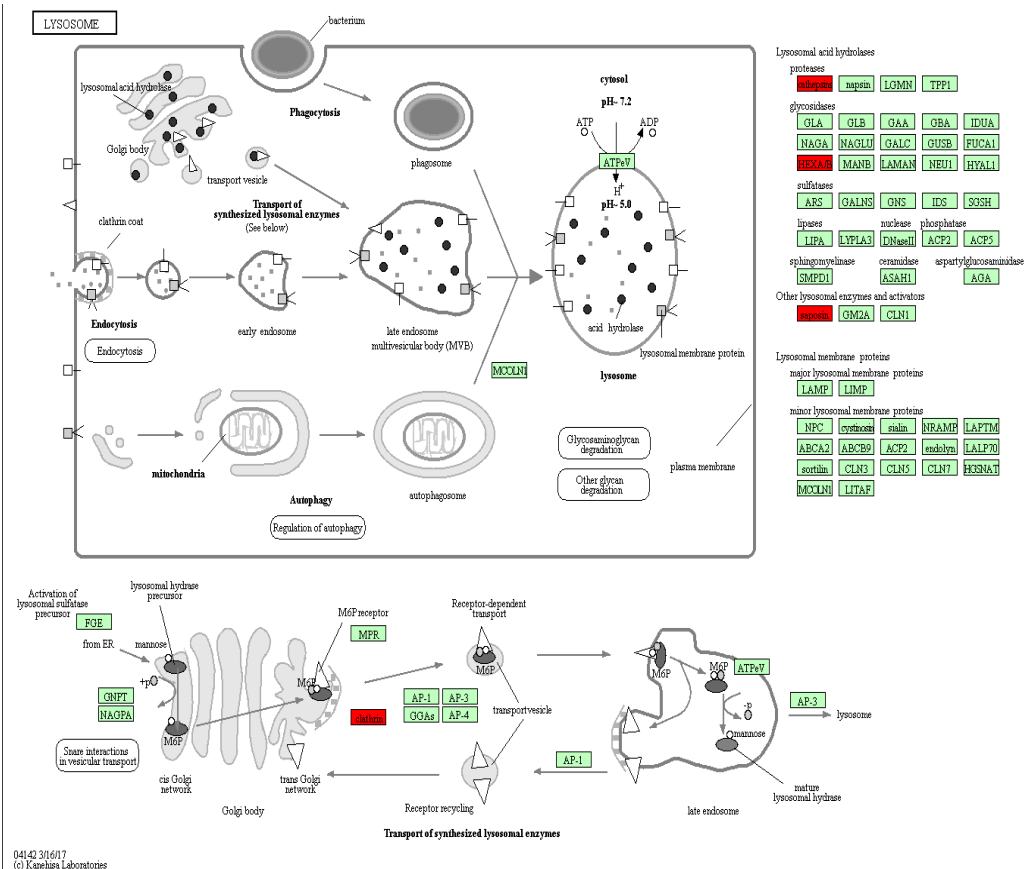 LYSOSOME
bacterium
lysosomal acid hydrolase
Phagocytosis
Golgi body
transport vesicle
phagosome
Transport of
synthesized lysosomal enzymes
(See below)
clathrin coat
Endocytosis
Endocytosis
early endosome
late endosome
multivesicular body (MVB)
cytosol
pH~ 7.2
ATP
ADP
ATPeV
H+
pH~ 5.0
acid hydrolase
lysosomal membrane protein
lysosome
MCOLN1
mitochondria
Autophagy
Regulation of autophagy
autophagosome
Glycosaminoglycan
degradation
Other glycan
degradation
plasma membrane
Lysosomal acid hydrolases
proteases
cathepsin napsin LGMN TPP1
glycosidases
GLA GLB GAA GBA IDUA
NAGA NAGLU GALC GUSB FUCA1
HEXA/B MANB LAMAN NEU1 HYAL1
sulfatases
ARS GALNS GNS IDS SGSH
lipases nuclease phosphatase
LIPA LYPLA3 DNaseII ACP2 ACP5
sphingomyelinase ceramidase aspartylglucosaminidase
SMPD1 ASAH1 AGA
Other lysosomal enzymes and activators
saposin GM2A CLN1
Lysosomal membrane proteins
major lysosomal membrane proteins
LAMP LIMP
minor lysosomal membrane proteins
NPC cystinosin sialin NRAMP LAPTM
ABCA2 ABCB9 ACP2 endolyn LALP70
sortilin CLN3 CLN5 CLN7 HGSNAT
MCOLN1 LITAF
Activation of
lysosomal sulfatase
precursor
FGE
from ER
lysosomal hydrase
precursor
mannose
+p
GNPT
NAGPA
M6P
Snare interactions
in vesicular transport
cis Golgi
network
Golgi body
trans Golgi
network
M6P receptor
MPR
M6P
clathrin
AP-1 AP-3
GGAs AP-4
Receptor-dependent
transport
M6P
transport vesicle
Receptor recycling
AP-1
M6P
M6P
ATPeV
-p
mannose
AP-3
lysosome
mature
lysosomal hydrase
late endosome
Transport of synthesized lysosomal enzymes
04142 3/16/17
(c) Kanehisa Laboratories